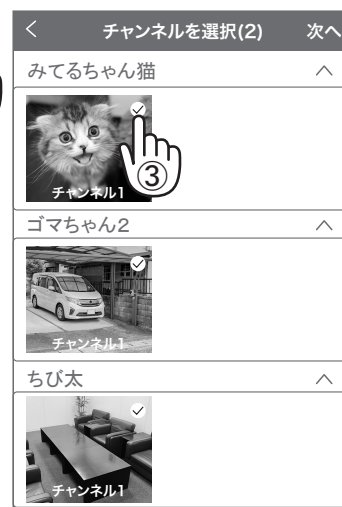 チャンネルを選択(2) 次へ
みてるちゃん猫
③
チャンネル1
ゴマちゃん2
チャンネル1
ちび太
チャンネル1